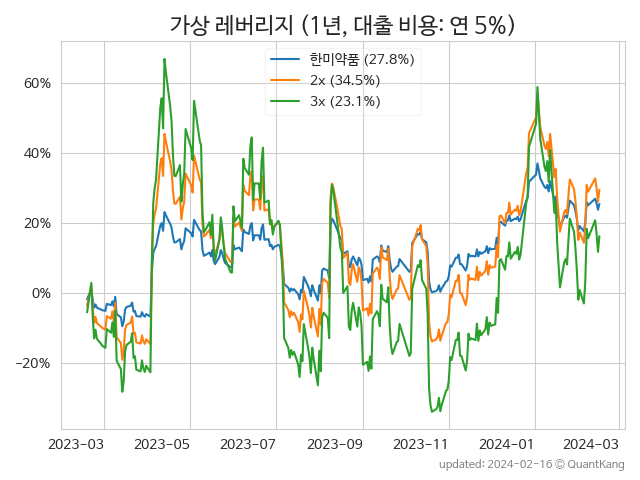 가상 레버리지 (1년, 대출 비용: 연 5%)
한미약품 (27.8%)
2x (34.5%)
3x (23.1%)
60%
40%
20%
0%
−20%
2023−03 2023−05 2023−07 2023−09 2023−11 2024−01 2024−03
updated: 2024-02-16 © QuantKang